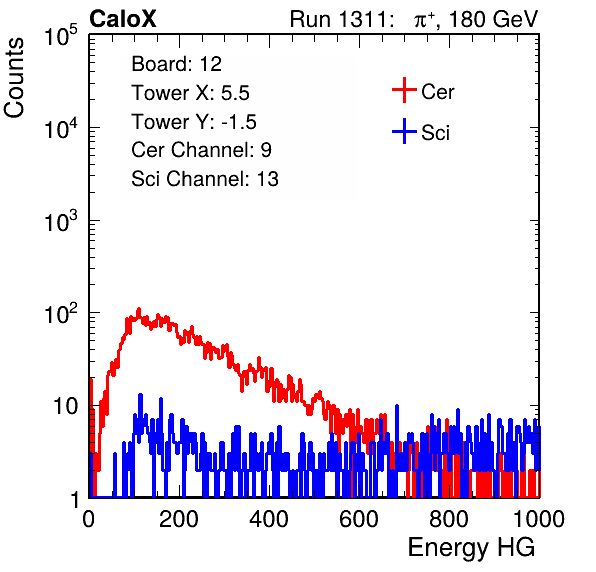 CaloX Run 1311: π⁺, 180 GeV
Counts
10⁵
10⁴
10³
10²
10
1
Board: 12
Tower X: 5.5
Tower Y: -1.5
Cer Channel: 9
Sci Channel: 13
Cer
Sci
0 200 400 600 800 1000
Energy HG